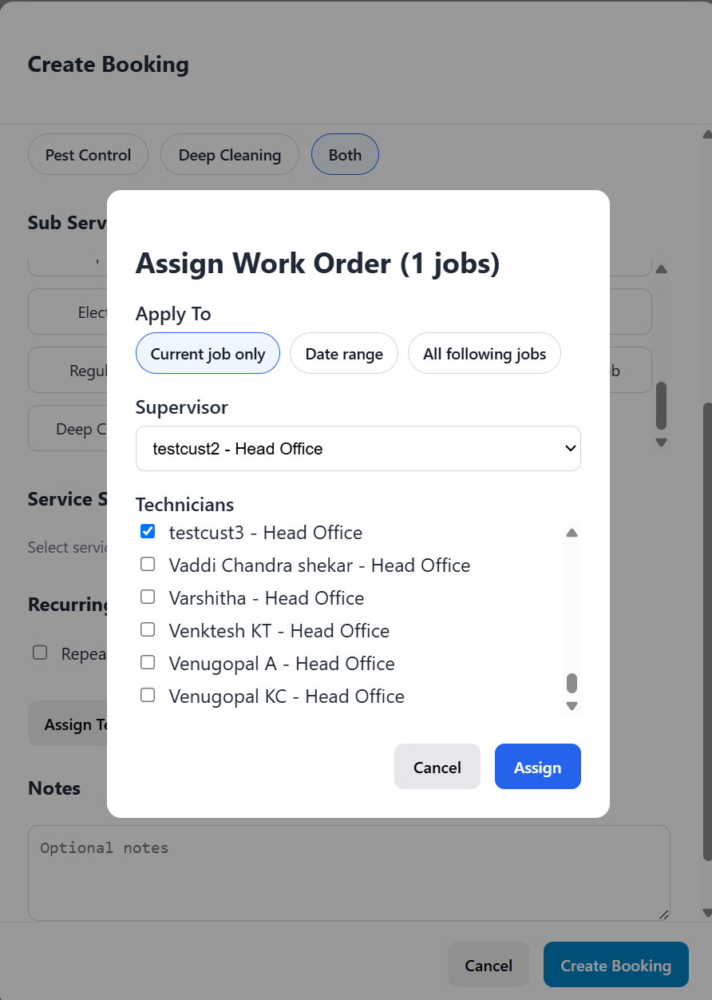 Create Booking
Pest Control Deep Cleaning Both
Sub Serv
Assign Work Order (1 jobs)
Apply To
Current job only Date range All following jobs
Supervisor
testcust2 - Head Office
Technicians
testcust3 - Head Office
Vaddi Chandra shekar - Head Office
Varshitha - Head Office
Venktesh KT - Head Office
Venugopal A - Head Office
Venugopal KC - Head Office
Cancel Assign
Elect
Regul
Deep C
Service S
Select servic
Recurring
Repea
Assign Te
Notes
Optional notes
Cancel Create Booking